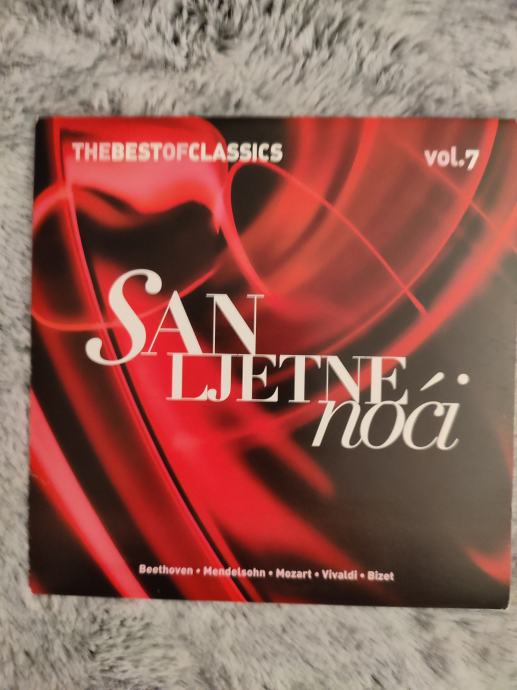 THEBESTOFCLASSICS
vol.7
SAN
LJETNE
noći
Beethoven • Mendelsohn • Mozart • Vivaldi • Bizet